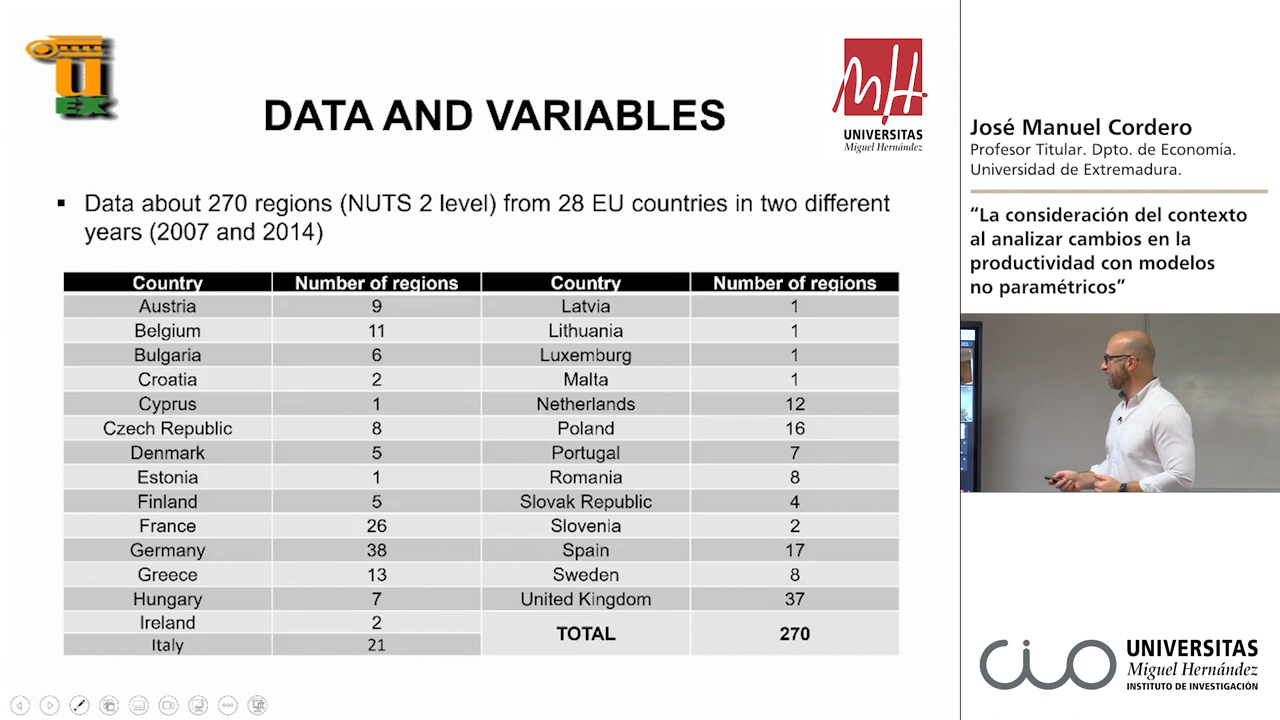 UEX
DATA AND VARIABLES
MH
UNIVERSITAS
Miguel Hernández
▪ Data about 270 regions (NUTS 2 level) from 28 EU countries in two different
years (2007 and 2014)
Country Number of regions Country Number of regions
Austria 9 Latvia 1
Belgium 11 Lithuania 1
Bulgaria 6 Luxemburg 1
Croatia 2 Malta 1
Cyprus 1 Netherlands 12
Czech Republic 8 Poland 16
Denmark 5 Portugal 7
Estonia 1 Romania 8
Finland 5 Slovak Republic 4
France 26 Slovenia 2
Germany 38 Spain 17
Greece 13 Sweden 8
Hungary 7 United Kingdom 37
Ireland 2 TOTAL 270
Italy 21
José Manuel Cordero
Profesor Titular. Dpto. de Economía.
Universidad de Extremadura.
“La consideración del contexto
al analizar cambios en la
productividad con modelos
no paramétricos”
CIO
UNIVERSITAS
Miguel Hernández
INSTITUTO DE INVESTIGACIÓN